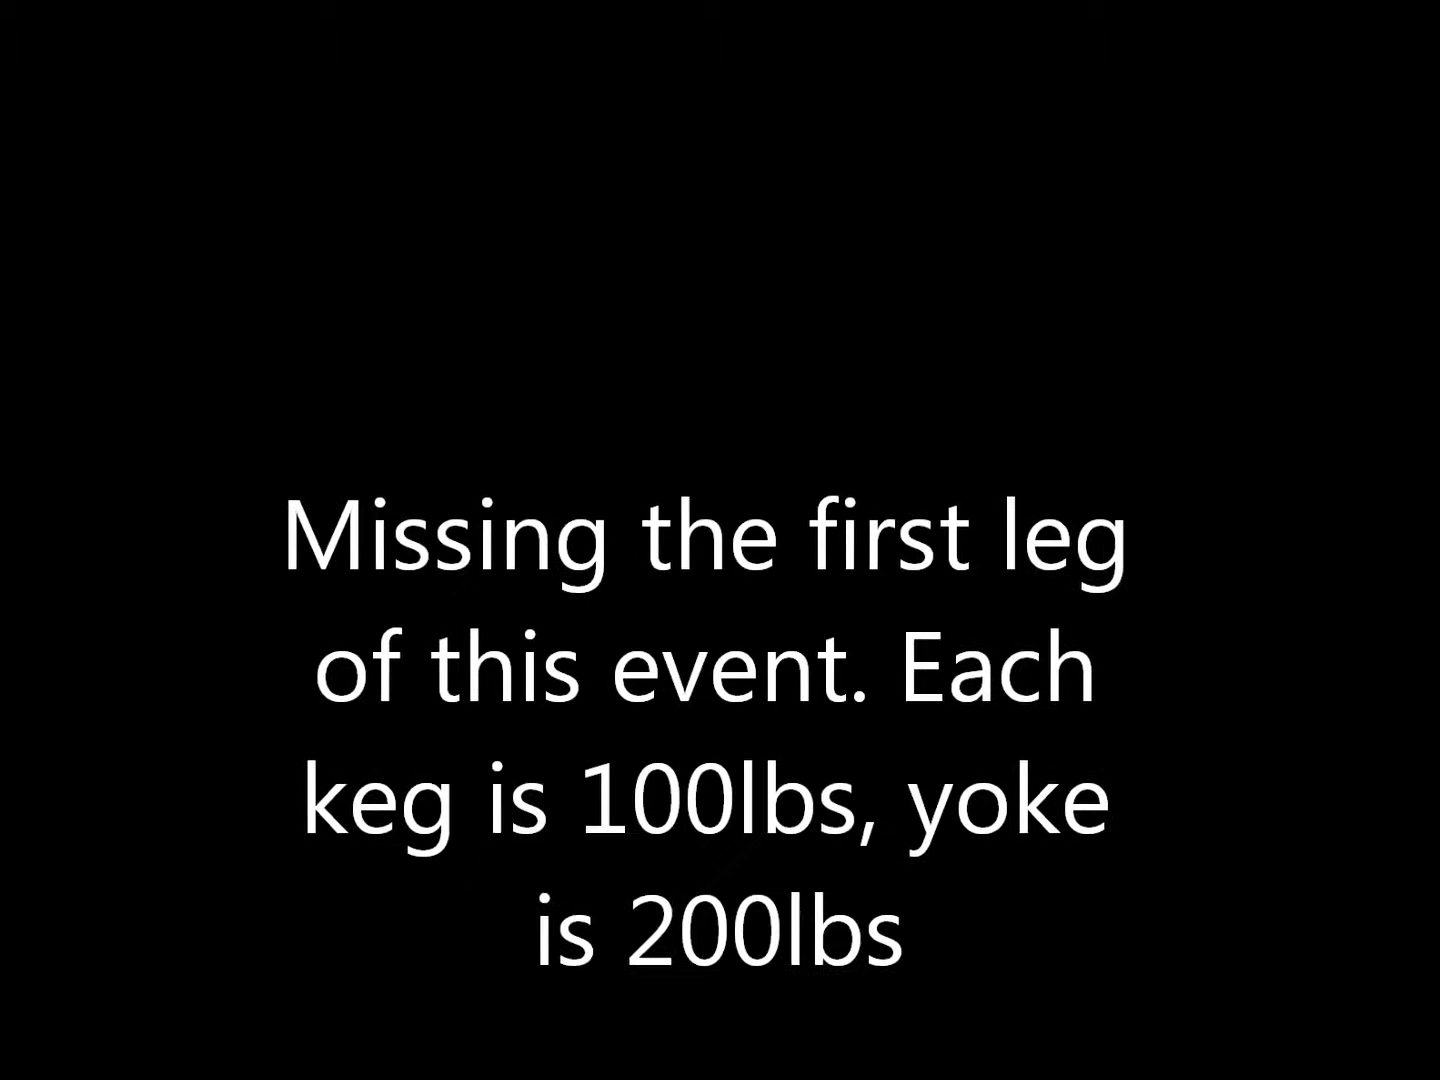 Missing the first leg
of this event. Each
keg is 100lbs, yoke
is 200lbs